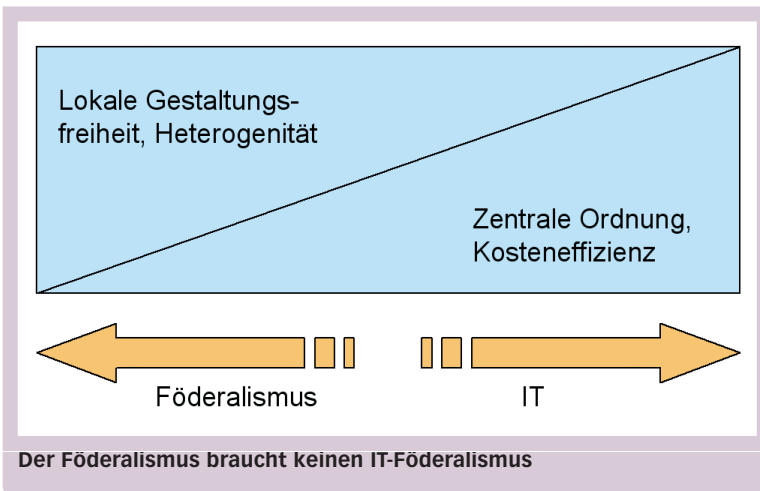 Lokale Gestaltungs-
freiheit, Heterogenität
Zentrale Ordnung,
Kosteneffizienz
Föderalismus
IT
Der Föderalismus braucht keinen IT-Föderalismus